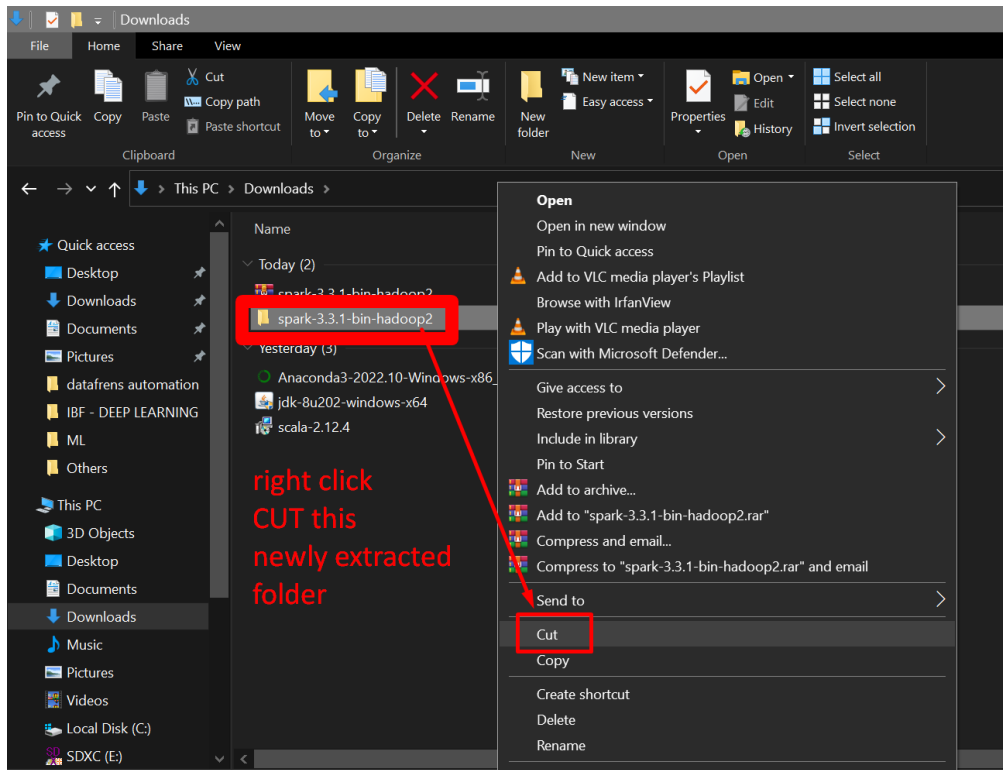 Downloads
File Home Share View
Pin to Quick access
Copy
Paste
Cut
Copy path
Paste shortcut
Clipboard
Move to
Copy to
Delete
Rename
Organize
New folder
New item
Easy access
New
Properties
Open
Edit
History
Open
Select all
Select none
Invert selection
Select
This PC > Downloads >
Quick access
Desktop
Downloads
Documents
Pictures
datafrens automation
IBF - DEEP LEARNING
ML
Others
This PC
3D Objects
Desktop
Documents
Downloads
Music
Pictures
Videos
Local Disk (C:)
SDXC (E:)
Name
Today (2)
spark-3.3.1-bin-hadoop2
spark-3.3.1-bin-hadoop2
Yesterday (3)
Anaconda3-2022.10-Windows-x86_
jdk-8u202-windows-x64
scala-2.12.4
right click
CUT this
newly extracted
folder
Open
Open in new window
Pin to Quick access
Add to VLC media player's Playlist
Browse with IrfanView
Play with VLC media player
Scan with Microsoft Defender...
Give access to
Restore previous versions
Include in library
Pin to Start
Add to archive...
Add to "spark-3.3.1-bin-hadoop2.rar"
Compress and email...
Compress to "spark-3.3.1-bin-hadoop2.rar" and email
Send to
Cut
Copy
Create shortcut
Delete
Rename